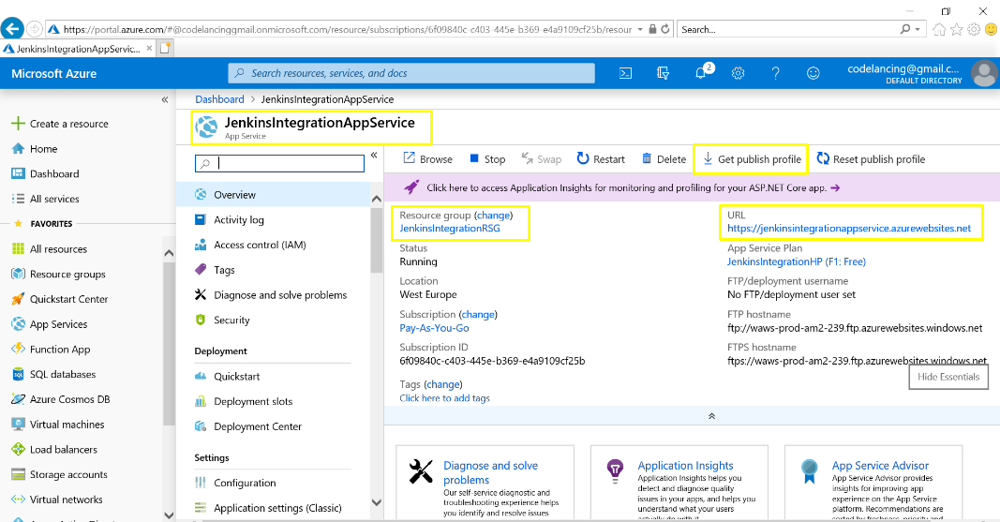 https://portal.azure.com/#@codelancinggmail.onmicrosoft.com/resource/subscriptions/6f09840c-c403-445e-b369-e4a9109cf25b/resour
Search...
JenkinsIntegrationAppServic...
Microsoft Azure
Search resources, services, and docs
2
codelancing@gmail.c...
DEFAULT DIRECTORY
Create a resource
Home
Dashboard
All services
FAVORITES
All resources
Resource groups
Quickstart Center
App Services
Function App
SQL databases
Azure Cosmos DB
Virtual machines
Load balancers
Storage accounts
Virtual networks
Dashboard > JenkinsIntegrationAppService
JenkinsIntegrationAppService
App Service
Overview
Activity log
Access control (IAM)
Tags
Diagnose and solve problems
Security
Deployment
Quickstart
Deployment slots
Deployment Center
Settings
Configuration
Application settings (Classic)
Browse Stop Swap Restart Delete Get publish profile Reset publish profile
Click here to access Application Insights for monitoring and profiling for your ASP.NET Core app.
Resource group (change)
JenkinsIntegrationRSG
Status
Running
Location
West Europe
Subscription (change)
Pay-As-You-Go
Subscription ID
6f09840c-c403-445e-b369-e4a9109cf25b
Tags (change)
Click here to add tags
URL
https://jenkinsintegrationappservice.azurewebsites.net
App Service Plan
JenkinsIntegrationHP (F1: Free)
FTP/deployment username
No FTP/deployment user set
FTP hostname
ftp://waws-prod-am2-239.ftp.azurewebsites.windows.net
FTPS hostname
ftps://waws-prod-am2-239.ftp.azurewebsites.windows.net
Hide Essentials
Diagnose and solve
problems
Our self-service diagnostic and
troubleshooting experience helps
you identify and resolve issues
Application Insights
Application Insights helps you
detect and diagnose quality
issues in your apps, and helps you
understand what your users
actually do with it.
App Service Advisor
App Service Advisor provides
insights for improving app
experience on the App Service
platform. Recommendations are
sorted by freshness, priority and